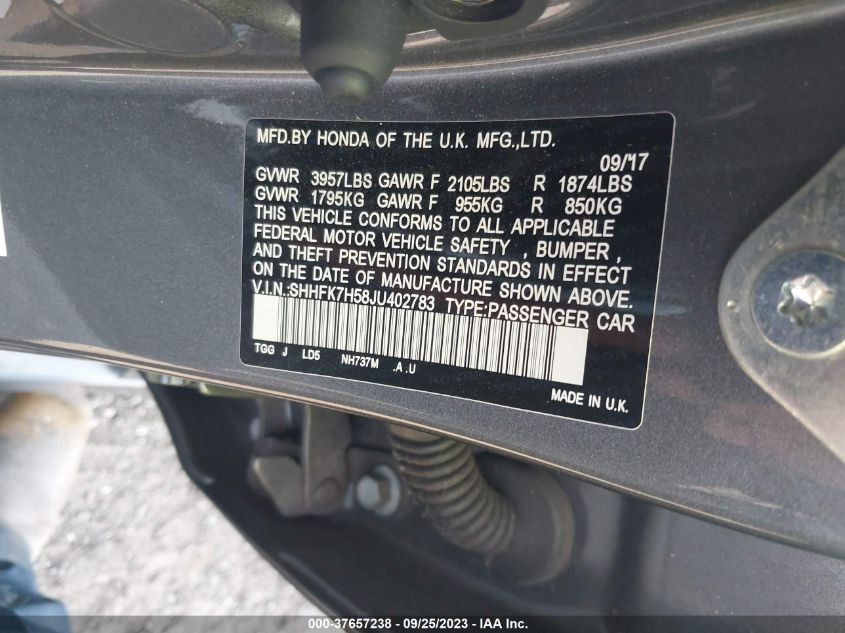 MFD.BY HONDA OF THE U.K. MFG.,LTD.
09/17
GVWR 3957LBS GAWR F 2105LBS R 1874LBS
GVWR 1795KG GAWR F 955KG R 850KG
THIS VEHICLE CONFORMS TO ALL APPLICABLE
FEDERAL MOTOR VEHICLE SAFETY , BUMPER ,
AND THEFT PREVENTION STANDARDS IN EFFECT
ON THE DATE OF MANUFACTURE SHOWN ABOVE.
V.I.N.:SHHFK7H58JU402783 TYPE:PASSENGER CAR
TGG J LD5 NH737M .A .U
MADE IN U.K.
000-37657238 - 09/25/2023 - IAA Inc.